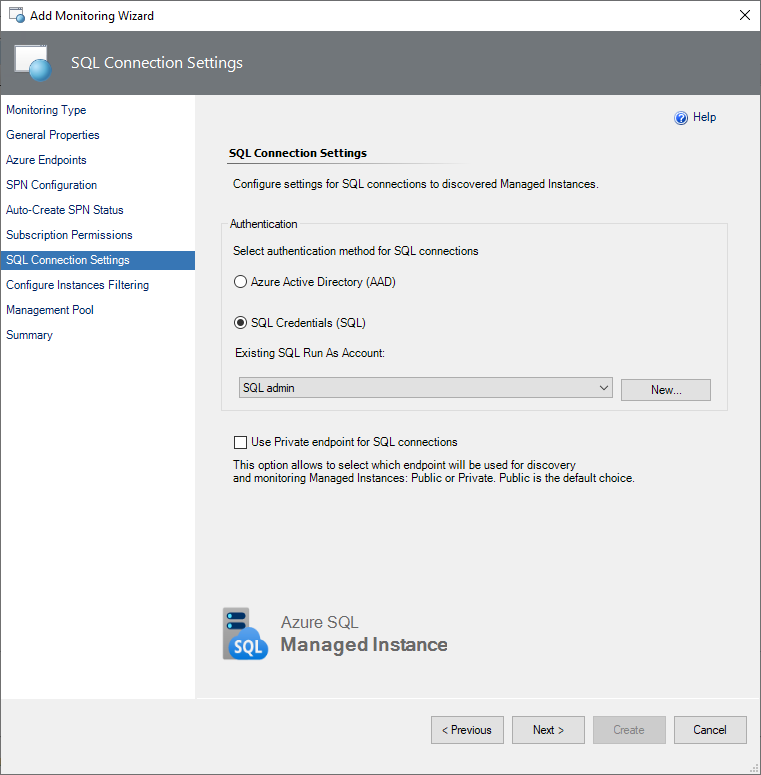 Add Monitoring Wizard
SQL Connection Settings
Monitoring Type
General Properties
Azure Endpoints
SPN Configuration
Auto-Create SPN Status
Subscription Permissions
SQL Connection Settings
Configure Instances Filtering
Management Pool
Summary
Help
SQL Connection Settings
Configure settings for SQL connections to discovered Managed Instances.
Authentication
Select authentication method for SQL connections
Azure Active Directory (AAD)
SQL Credentials (SQL)
Existing SQL Run As Account:
SQL admin
New...
Use Private endpoint for SQL connections
This option allows to select which endpoint will be used for discovery
and monitoring Managed Instances: Public or Private. Public is the default choice.
SQL
Azure SQL
Managed Instance
< Previous
Next >
Create
Cancel